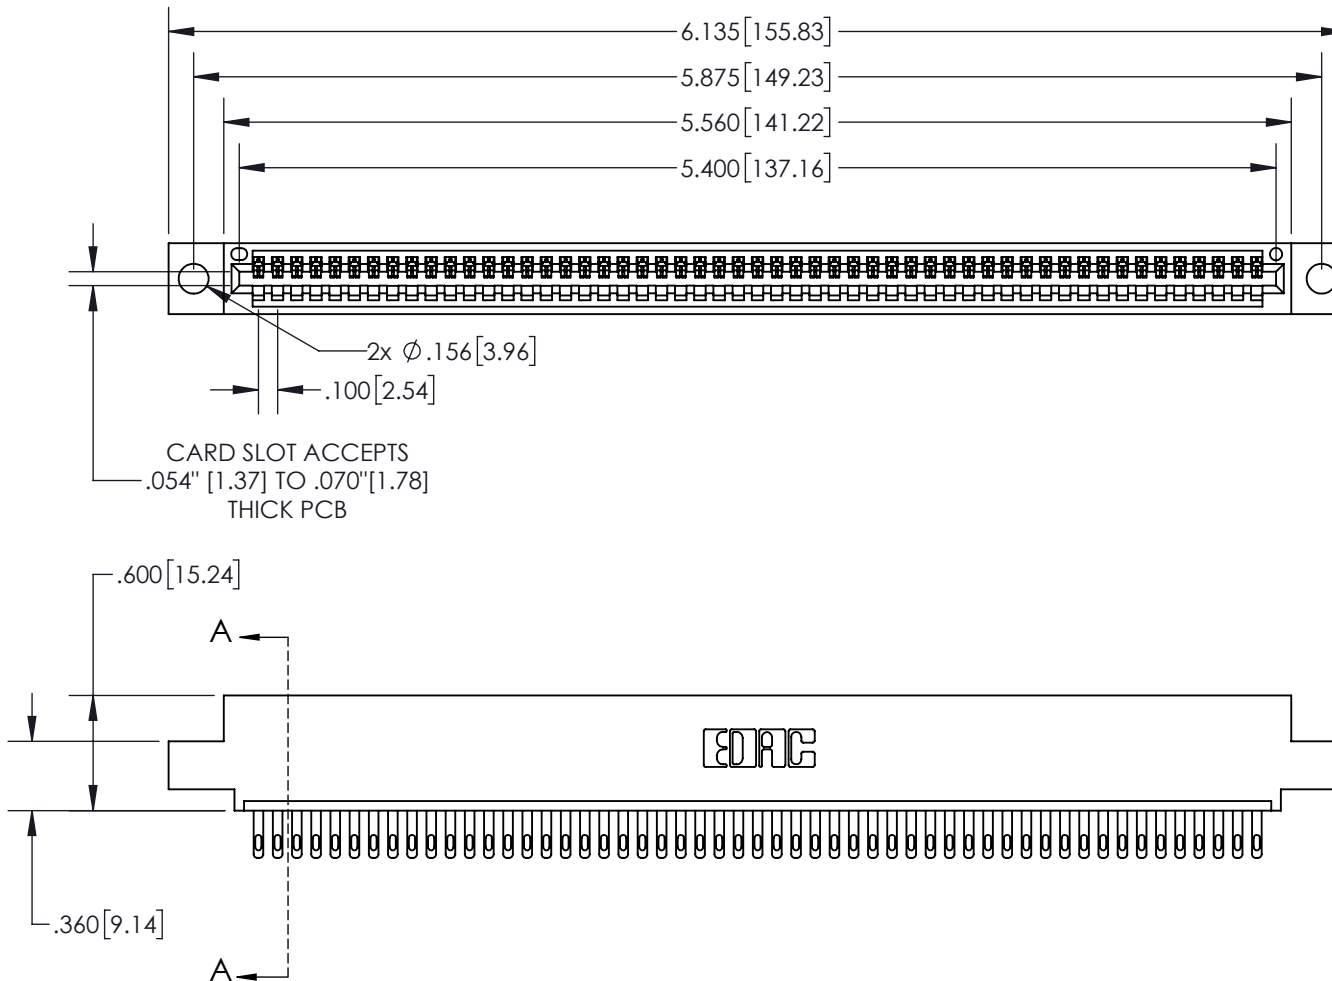 6.135[155.83]
5.875[149.23]
5.560[141.22]
5.400[137.16]
2x ∅.156[3.96]
.100[2.54]
CARD SLOT ACCEPTS
.054" [1.37] TO .070"[1.78]
THICK PCB
.600[15.24]
A
EDAC
.360[9.14]
A